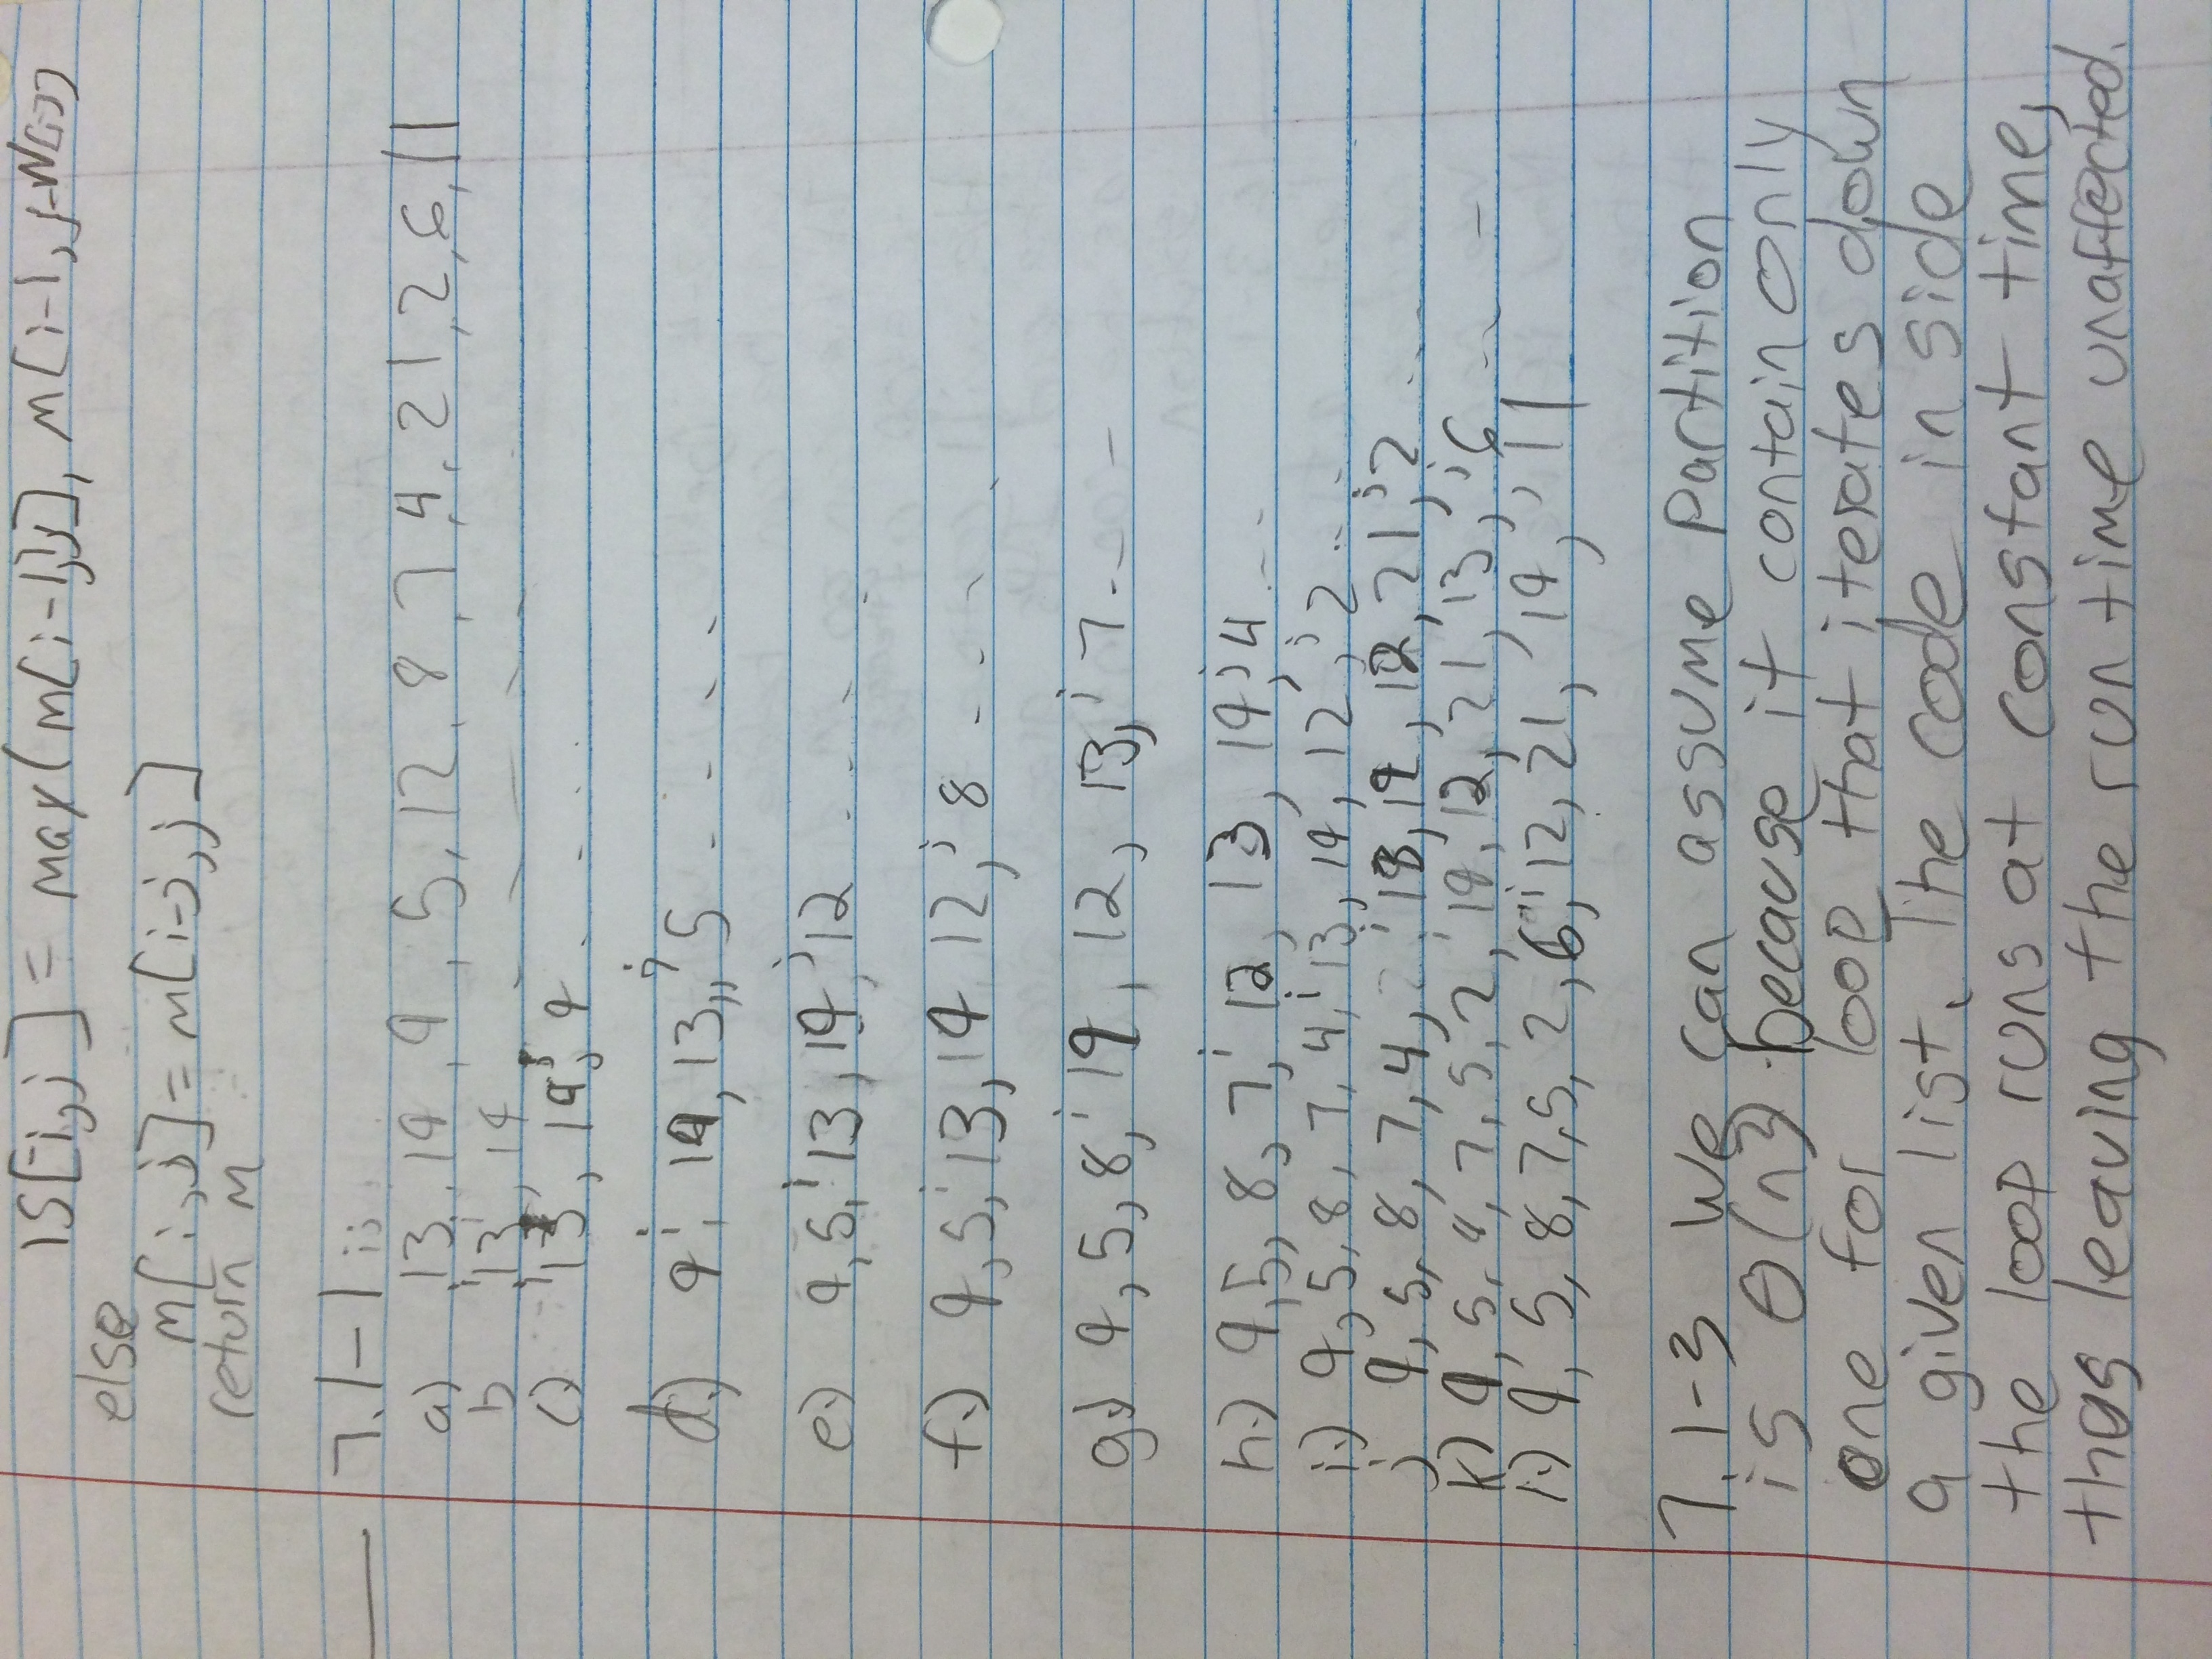 is[i,j] = max(m[i-1,j], m[i-1, j-W[i]]
else
m[i,j] = m[i-j,j]
return m
7.1-1
a) 13, 19, 9, 5, 12, 8, 7, 4, 21, 2, 6, 11
b 13, 19 - - - - -
c) 13, 19, 9 - - - -
d.) 9, i 19, 13, j 5 - - - -
e.) 9, 5, i 13, 19, j 12 - - - -
f.) 9, 5, i 13, 19 12, j 8 - - - -
g.) 9, 5, 8, i 19, 12, 13, j 7 - - -
h.) 9, 5, 8, 7, i 12, 13, 19, j 4 - - -
i.) 9, 5, 8, 7, 4, i 13, 19, 12, j 2 - - -
j 9, 5, 8, 7, 4, i 13, 19, 12, 21, j 2 - - -
k) 9, 5, 8, 7, 5, 2, i 19, 12, 21, 13, j 6 - - -
l.) 9, 5, 8, 7, 5, 2, 6, i 12, 21, 19, j 11
7.1-3 We can assume Partition
is Θ(n) because it contain only
one for loop that iterates down
a given list. The code in side
the loop runs at constant time,
thus leaving the run time unaffected.